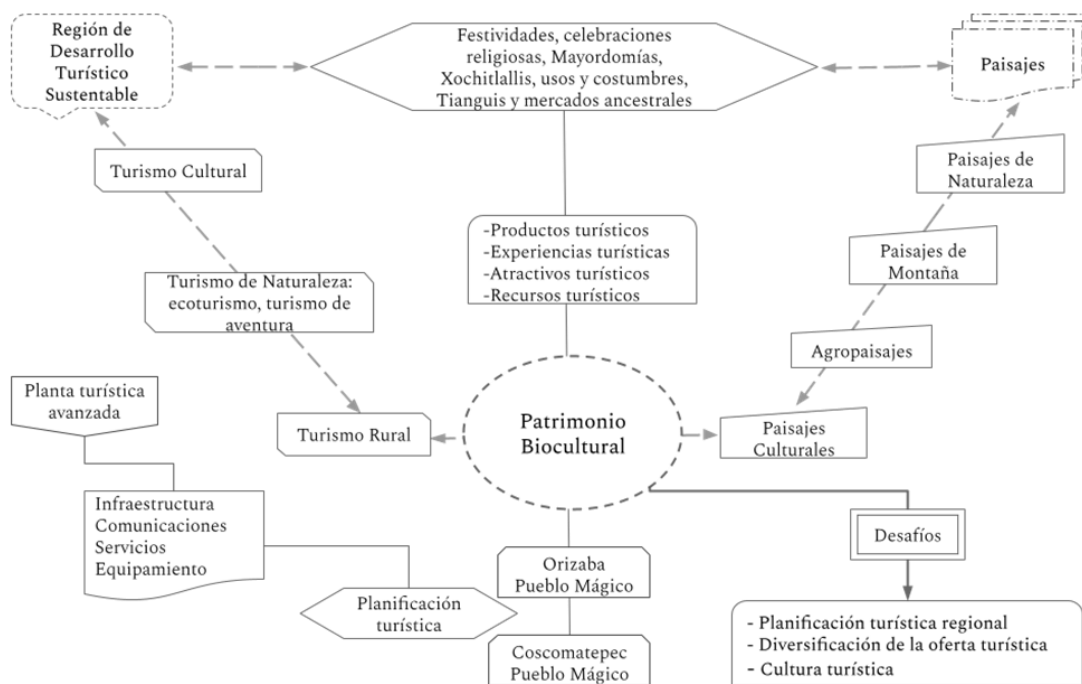 Región de
Desarrollo
Turístico
Sustentable
Festividades, celebraciones
religiosas, Mayordomías,
Xochitlallis, usos y costumbres,
Tianguis y mercados ancestrales
Paisajes
Turismo Cultural
Paisajes de
Naturaleza
-Productos turísticos
-Experiencias turísticas
-Atractivos turísticos
-Recursos turísticos
Paisajes de
Montaña
Turismo de Naturaleza:
ecoturismo, turismo de
aventura
Agropaisajes
Planta turística
avanzada
Turismo Rural
Patrimonio
Biocultural
Paisajes
Culturales
Infraestructura
Comunicaciones
Servicios
Equipamiento
Desafíos
Orizaba
Pueblo Mágico
Planificación
turística
Coscomatepec
Pueblo Mágico
- Planificación turística regional
- Diversificación de la oferta turística
- Cultura turística